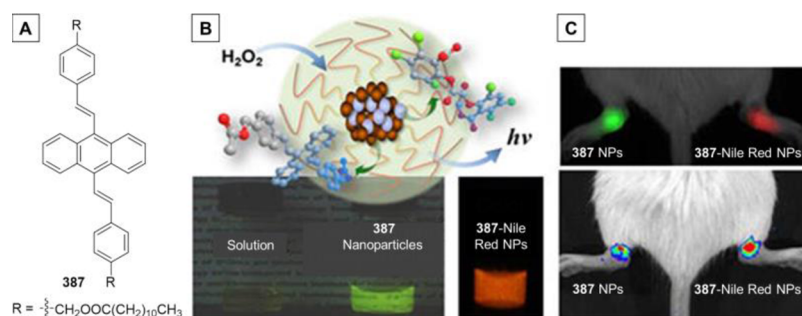 A
R
387
R
R = -CH₂OOC(CH₂)₁₀CH₃
B
H₂O₂
hv
Solution
387
Nanoparticles
387-Nile
Red NPs
C
387 NPs
387-Nile Red NPs
387 NPs
387-Nile Red NPs